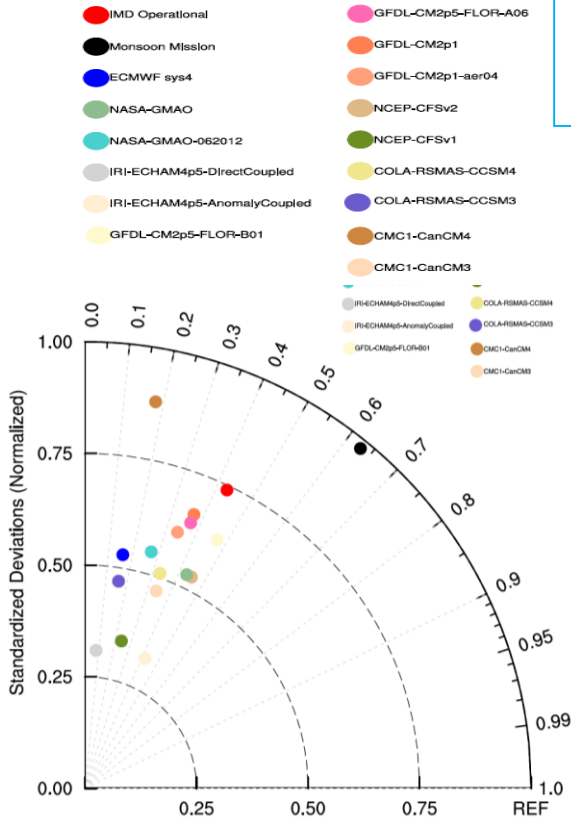 IMD Operational
Monsoon Mission
ECMWF sys4
NASA-GMAO
NASA-GMAO-062012
IRI-ECHAM4p5-DirectCoupled
IRI-ECHAM4p5-AnomalyCoupled
GFDL-CM2p5-FLOR-B01
GFDL-CM2p5-FLOR-A06
GFDL-CM2p1
GFDL-CM2p1-aer04
NCEP-CFSv2
NCEP-CFSv1
COLA-RSMAS-CCSM4
COLA-RSMAS-CCSM3
CMC1-CanCM4
CMC1-CanCM3
IRI-ECHAM4p5-DirectCoupled
IRI-ECHAM4p5-AnomalyCoupled
GFDL-CM2p5-FLOR-B01
COLA-RSMAS-CCSM4
COLA-RSMAS-CCSM3
CMC1-CanCM4
CMC1-CanCM3
0.0
0.1
0.2
0.3
0.4
0.5
0.6
0.7
0.8
0.9
0.95
0.99
1.0
Standardized Deviations (Normalized)
1.00
0.75
0.50
0.25
0.00
0.25
0.50
0.75
REF